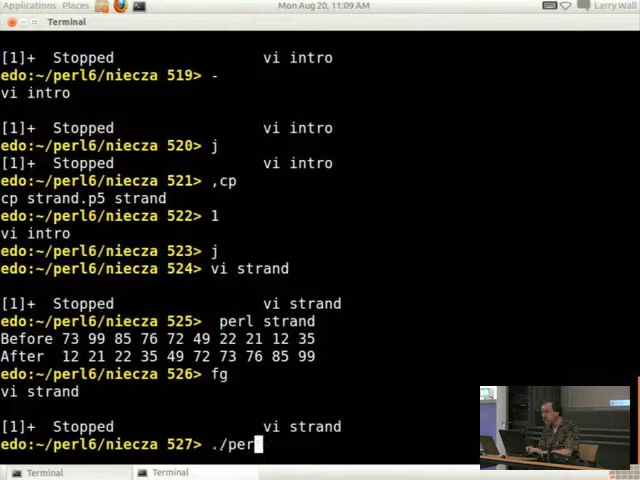 Applications Places Mon Aug 20, 11:09 AM Larry Wall
Terminal
[1]+ Stopped vi intro
edo:~/perl6/niecza 519> -
vi intro
[1]+ Stopped vi intro
edo:~/perl6/niecza 520> j
[1]+ Stopped vi intro
edo:~/perl6/niecza 521> ,cp
cp strand.p5 strand
edo:~/perl6/niecza 522> 1
vi intro
edo:~/perl6/niecza 523> j
edo:~/perl6/niecza 524> vi strand
[1]+ Stopped vi strand
edo:~/perl6/niecza 525> perl strand
Before 73 99 85 76 72 49 22 21 12 35
After 12 21 22 35 49 72 73 76 85 99
edo:~/perl6/niecza 526> fg
vi strand
[1]+ Stopped vi strand
edo:~/perl6/niecza 527> ./per
Terminal Terminal